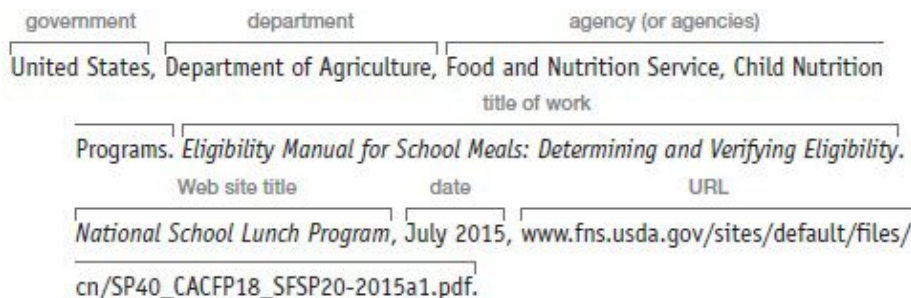 government department agency (or agencies)
United States, Department of Agriculture, Food and Nutrition Service, Child Nutrition
title of work
Programs. Eligibility Manual for School Meals: Determining and Verifying Eligibility.
Web site title date URL
National School Lunch Program, July 2015, www.fns.usda.gov/sites/default/files/
cn/SP40_CACFP18_SFSP20-2015a1.pdf.